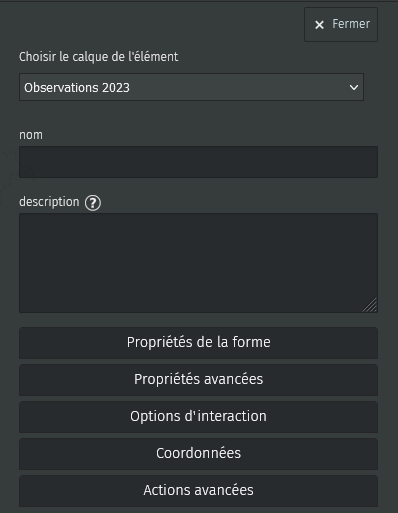 × Fermer
Choisir le calque de l'élément
Observations 2023
nom
description ?
Propriétés de la forme
Propriétés avancées
Options d'interaction
Coordonnées
Actions avancées